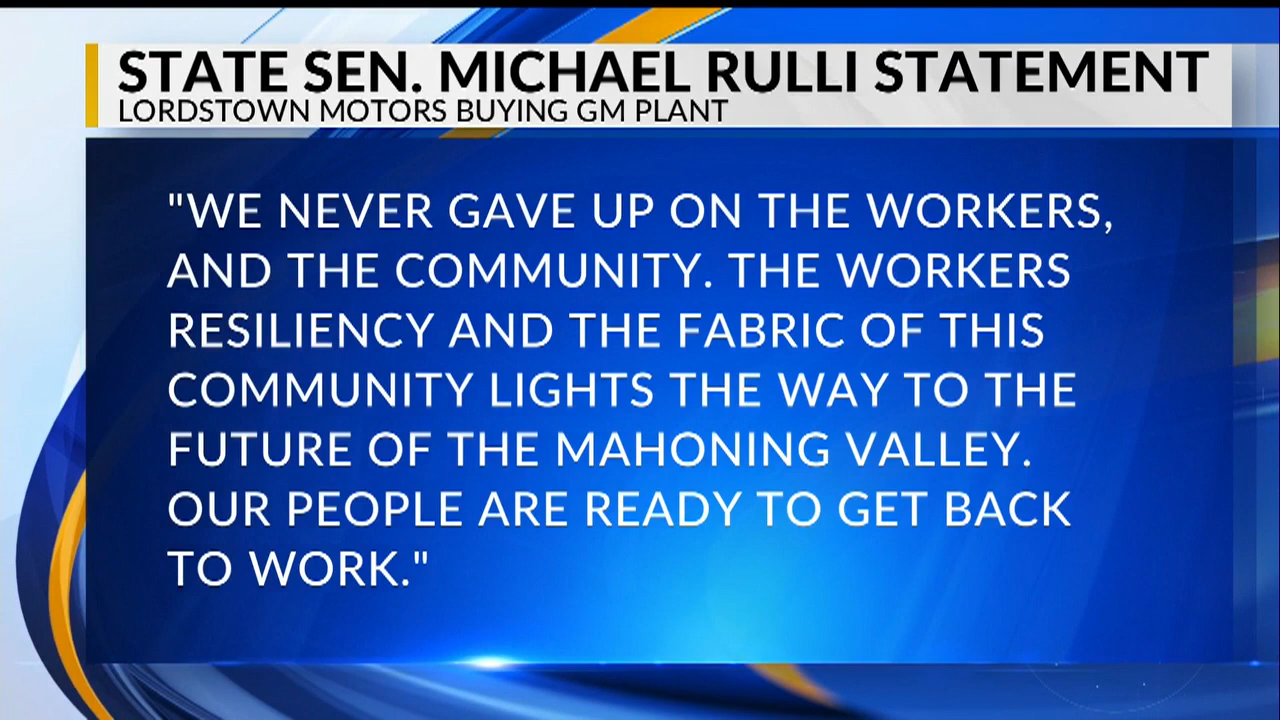 STATE SEN. MICHAEL RULLI STATEMENT
LORDSTOWN MOTORS BUYING GM PLANT
"WE NEVER GAVE UP ON THE WORKERS,
AND THE COMMUNITY. THE WORKERS
RESILIENCY AND THE FABRIC OF THIS
COMMUNITY LIGHTS THE WAY TO THE
FUTURE OF THE MAHONING VALLEY.
OUR PEOPLE ARE READY TO GET BACK
TO WORK."